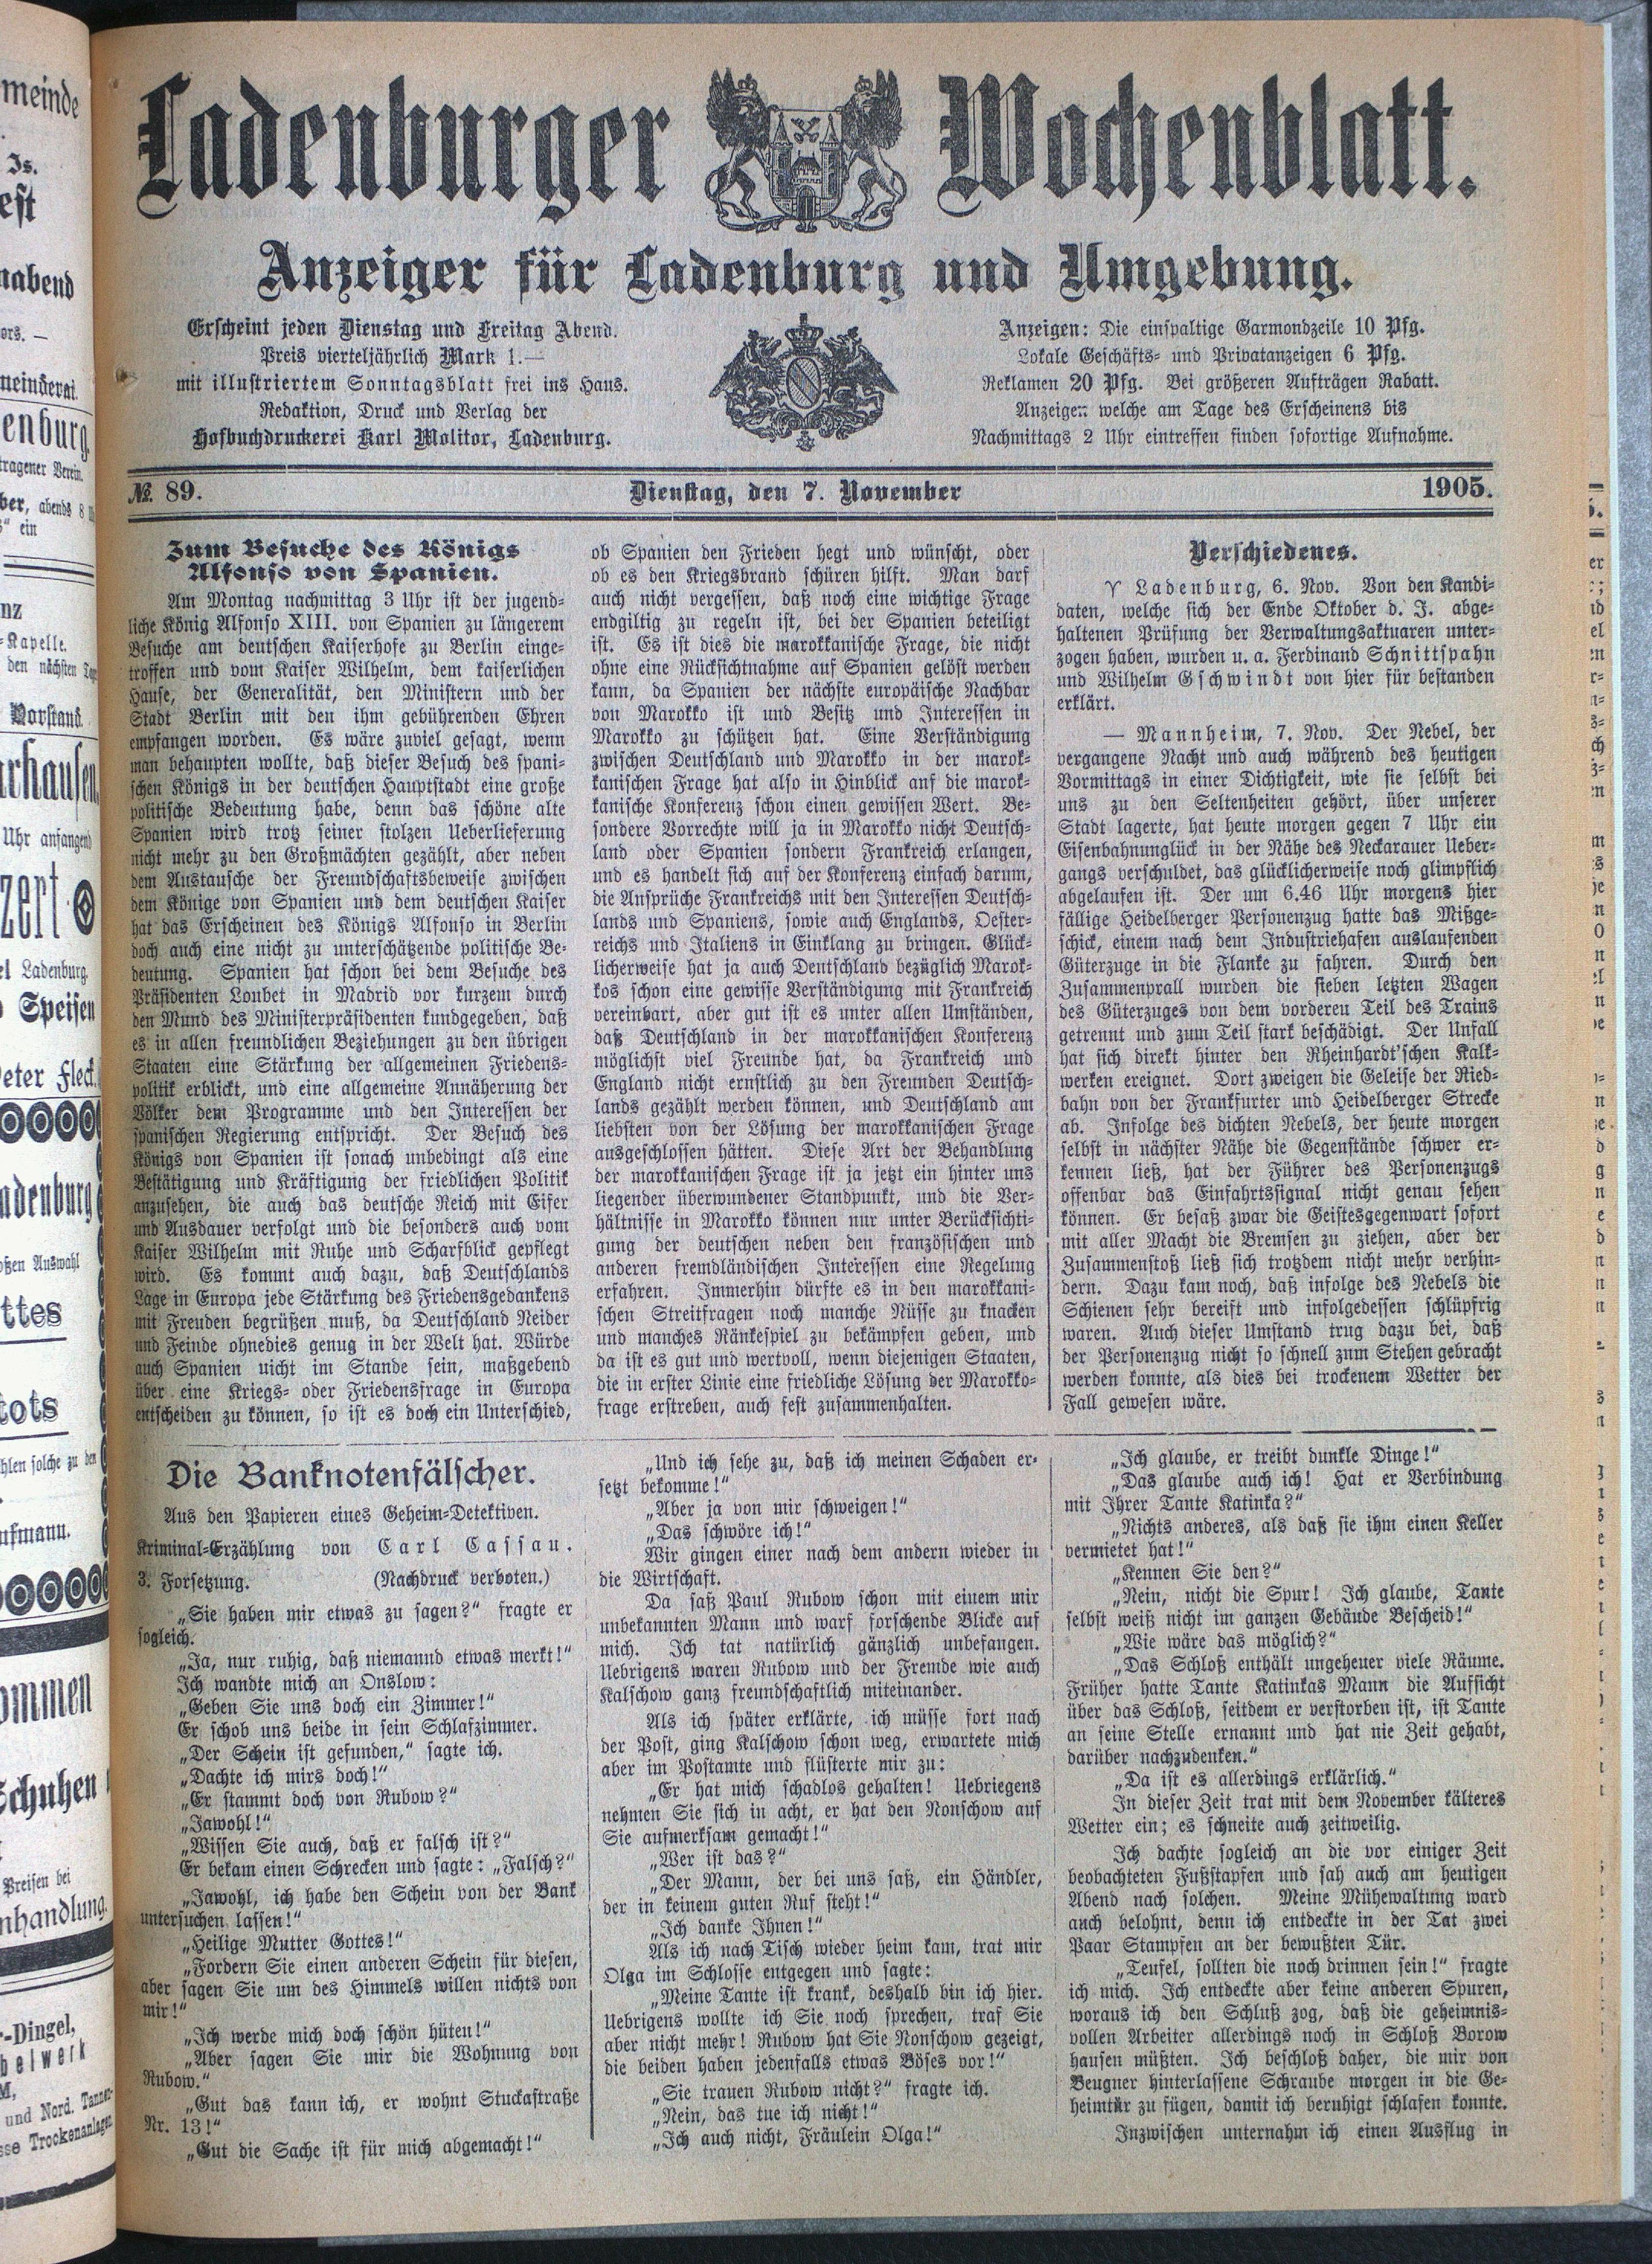 Ladenburger Wochenblatt.
Anzeiger für Ladenburg und Umgebung.
Erscheint jeden Dienstag und Freitag Abend.
Preis vierteljährlich Mark 1.—
mit illustriertem Sonntagsblatt frei ins Haus.
Redaktion, Druck und Verlag der
Hofbuchdruckerei Karl Molitor, Ladenburg.
Anzeigen: Die einspaltige Garmondzeile 10 Pfg.
Lokale Geschäfts- und Privatanzeigen 6 Pfg.
Reklamen 20 Pfg. Bei größeren Aufträgen Rabatt.
Anzeigen welche am Tage des Erscheinens bis
Nachmittags 2 Uhr eintreffen finden sofortige Aufnahme.
№ 89. Dienstag, den 7. November 1905.
Zum Besuche des Königs
Alfonso von Spanien.
Am Montag nachmittag 3 Uhr ist der jugend-
liche König Alfonso XIII. von Spanien zu längerem
Besuche am deutschen Kaiserhofe zu Berlin einge-
troffen und vom Kaiser Wilhelm, dem kaiserlichen
Hause, der Generalität, den Ministern und der
Stadt Berlin mit den ihm gebührenden Ehren
empfangen worden. Es wäre zuviel gesagt, wenn
man behaupten wollte, daß dieser Besuch des spani-
schen Königs in der deutschen Hauptstadt eine große
politische Bedeutung habe, denn das schöne alte
Spanien wird trotz seiner stolzen Ueberlieferung
nicht mehr zu den Großmächten gezählt, aber neben
dem Austausche der Freundschaftsbeweise zwischen
dem Könige von Spanien und dem deutschen Kaiser
hat das Erscheinen des Königs Alfonso in Berlin
doch auch eine nicht zu unterschätzende politische Be-
deutung. Spanien hat schon bei dem Besuche des
Präsidenten Loubet in Madrid vor kurzem durch
den Mund des Ministerpräsidenten kundgegeben, daß
es in allen freundlichen Beziehungen zu den übrigen
Staaten eine Stärkung der allgemeinen Friedens-
politik erblickt, und eine allgemeine Annäherung der
Völker dem Programme und den Interessen der
spanischen Regierung entspricht. Der Besuch des
Königs von Spanien ist sonach unbedingt als eine
Bestätigung und Kräftigung der friedlichen Politik
anzusehen, die auch das deutsche Reich mit Eifer
und Ausdauer verfolgt und die besonders auch vom
Kaiser Wilhelm mit Ruhe und Scharfblick gepflegt
wird. Es kommt auch dazu, daß Deutschlands
Lage in Europa jede Stärkung des Friedensgedankens
mit Freuden begrüßen muß, da Deutschland Neider
und Feinde ohnedies genug in der Welt hat. Würde
auch Spanien uicht im Stande sein, maßgebend
über eine Kriegs- oder Friedensfrage in Europa
entscheiden zu können, so ist es doch ein Unterschied,
ob Spanien den Frieden hegt und wünscht, oder
ob es den Kriegsbrand schüren hilft. Man darf
auch nicht vergessen, daß noch eine wichtige Frage
endgiltig zu regeln ist, bei der Spanien beteiligt
ist. Es ist dies die marokkanische Frage, die nicht
ohne eine Rücksichtnahme auf Spanien gelöst werden
kann, da Spanien der nächste europäische Nachbar
von Marokko ist und Besitz und Interessen in
Marokko zu schützen hat. Eine Verständigung
zwischen Deutschland und Marokko in der marok-
kanischen Frage hat also in Hinblick auf die marok-
kanische Konferenz schon einen gewissen Wert. Be-
sondere Vorrechte will ja in Marokko nicht Deutsch-
land oder Spanien sondern Frankreich erlangen,
und es handelt sich auf der Konferenz einfach darum,
die Ansprüche Frankreichs mit den Interessen Deutsch-
lands und Spaniens, sowie auch Englands, Oester-
reichs und Italiens in Einklang zu bringen. Glück-
licherweise hat ja auch Deutschland bezüglich Marok-
kos schon eine gewisse Verständigung mit Frankreich
vereinbart, aber gut ist es unter allen Umständen,
daß Deutschland in der marokkanischen Konferenz
möglichst viel Freunde hat, da Frankreich und
England nicht ernstlich zu den Freunden Deutsch-
lands gezählt werden können, und Deutschland am
liebsten von der Lösung der marokkanischen Frage
ausgeschlossen hätten. Diese Art der Behandlung
der marokkanischen Frage ist ja jetzt ein hinter uns
liegender überwundener Standpunkt, und die Ver-
hältnisse in Marokko können nur unter Berücksichti-
gung der deutschen neben den französischen und
anderen fremdländischen Interessen eine Regelung
erfahren. Immerhin dürfte es in den marokkani-
schen Streitfragen noch manche Nüsse zu knacken
und manches Ränkespiel zu bekämpfen geben, und
da ist es gut und wertvoll, wenn diejenigen Staaten,
die in erster Linie eine friedliche Lösung der Marokko-
frage erstreben, auch fest zusammenhalten.
Verschiedenes.
♈ Ladenburg, 6. Nov. Von den Kandi-
daten, welche sich der Ende Oktober d. J. abge-
haltenen Prüfung der Verwaltungsaktuaren unter-
zogen haben, wurden u. a. Ferdinand Schnittspahn
und Wilhelm Gschwindt von hier für bestanden
erklärt.
— Mannheim, 7. Nov. Der Nebel, der
vergangene Nacht und auch während des heutigen
Vormittags in einer Dichtigkeit, wie sie selbst bei
uns zu den Seltenheiten gehört, über unserer
Stadt lagerte, hat heute morgen gegen 7 Uhr ein
Eisenbahnunglück in der Nähe des Neckarauer Ueber-
gangs verschuldet, das glücklicherweise noch glimpflich
abgelaufen ist. Der um 6.46 Uhr morgens hier
fällige Heidelberger Personenzug hatte das Mißge-
schick, einem nach dem Industriehafen auslaufenden
Güterzuge in die Flanke zu fahren. Durch den
Zusammenprall wurden die sieben letzten Wagen
des Güterzuges von dem vorderen Teil des Trains
getrennt und zum Teil stark beschädigt. Der Unfall
hat sich direkt hinter den Rheinhardt'schen Kalk-
werken ereignet. Dort zweigen die Geleise der Ried-
bahn von der Frankfurter und Heidelberger Strecke
ab. Infolge des dichten Nebels, der heute morgen
selbst in nächster Nähe die Gegenstände schwer er-
kennen ließ, hat der Führer des Personenzugs
offenbar das Einfahrtssignal nicht genau sehen
können. Er besaß zwar die Geistesgegenwart sofort
mit aller Macht die Bremsen zu ziehen, aber der
Zusammenstoß ließ sich trotzdem nicht mehr verhin-
dern. Dazu kam noch, daß infolge des Nebels die
Schienen sehr bereift und infolgedessen schlüpfrig
waren. Auch dieser Umstand trug dazu bei, daß
der Personenzug nicht so schnell zum Stehen gebracht
werden konnte, als dies bei trockenem Wetter der
Fall gewesen wäre.
Die Banknotenfälscher.
Aus den Papieren eines Geheim-Detektiven.
Kriminal-Erzählung von Carl Cassau.
3. Forsetzung. (Nachdruck verboten.)
„Sie haben mir etwas zu sagen?“ fragte er
sogleich.
„Ja, nur ruhig, daß niemannd etwas merkt!“
Ich wandte mich an Onslow:
„Geben Sie uns doch ein Zimmer!“
Er schob uns beide in sein Schlafzimmer.
„Der Schein ist gefunden,“ sagte ich.
„Dachte ich mirs doch!“
„Er stammt doch von Rubow?“
„Jawohl!“
„Wissen Sie auch, daß er falsch ist?“
Er bekam einen Schrecken und sagte: „Falsch?“
„Jawohl, ich habe den Schein von der Bank
untersuchen lassen!“
„Heilige Mutter Gottes!“
„Fordern Sie einen anderen Schein für diesen,
aber sagen Sie um des Himmels willen nichts von
mir!“
„Ich werde mich doch schön hüten!“
„Aber sagen Sie mir die Wohnung von
Rubow.“
„Gut das kann ich, er wohnt Stuckastraße
Nr. 13!“
„Gut die Sache ist für mich abgemacht!“
„Und ich sehe zu, daß ich meinen Schaden er-
setzt bekomme!“
„Aber ja von mir schweigen!“
„Das schwöre ich!“
Wir gingen einer nach dem andern wieder in
die Wirtschaft.
Da saß Paul Rubow schon mit einem mir
unbekannten Mann und warf forschende Blicke auf
mich. Ich tat natürlich gänzlich unbefangen.
Uebrigens waren Rubow und der Fremde wie auch
Kalschow ganz freundschaftlich miteinander.
Als ich später erklärte, ich müsse fort nach
der Post, ging Kalschow schon weg, erwartete mich
aber im Postamte und flüsterte mir zu:
„Er hat mich schadlos gehalten! Uebriegens
nehmen Sie sich in acht, er hat den Nonschow auf
Sie aufmerksam gemacht!“
„Wer ist das?“
„Der Mann, der bei uns saß, ein Händler,
der in keinem guten Ruf steht!“
„Ich danke Ihnen!“
Als ich nach Tisch wieder heim kam, trat mir
Olga im Schlosse entgegen und sagte:
„Meine Tante ist krank, deshalb bin ich hier.
Uebrigens wollte ich Sie noch sprechen, traf Sie
aber nicht mehr! Rubow hat Sie Nonschow gezeigt,
die beiden haben jedenfalls etwas Böses vor!“
„Sie trauen Rubow nicht?“ fragte ich.
„Nein, das tue ich nicht!“
„Ich auch nicht, Fräulein Olga!“
„Ich glaube, er treibt dunkle Dinge!“
„Das glaube auch ich! Hat er Verbindung
mit Ihrer Tante Katinka?“
„Nichts anderes, als daß sie ihm einen Keller
vermietet hat!“
„Kennen Sie den?“
„Nein, nicht die Spur! Ich glaube, Tante
selbst weiß nicht im ganzen Gebäude Bescheid!“
„Wie wäre das möglich?“
„Das Schloß enthält ungeheuer viele Räume.
Früher hatte Tante Katinkas Mann die Aufsicht
über das Schloß, seitdem er verstorben ist, ist Tante
an seine Stelle ernannt und hat nie Zeit gehabt,
darüber nachzudenken.“
„Da ist es allerdings erklärlich.“
In dieser Zeit trat mit dem November kälteres
Wetter ein; es schneite auch zeitweilig.
Ich dachte sogleich an die vor einiger Zeit
beobachteten Fußstapfen und sah auch am heutigen
Abend nach solchen. Meine Mühewaltung ward
auch belohnt, denn ich entdeckte in der Tat zwei
Paar Stampfen an der bewußten Tür.
„Teufel, sollten die noch drinnen sein!“ fragte
ich mich. Ich entdeckte aber keine anderen Spuren,
woraus ich den Schluß zog, daß die geheimnis-
vollen Arbeiter allerdings noch in Schloß Borow
hausen müßten. Ich beschloß daher, die mir von
Beugner hinterlassene Schraube morgen in die Ge-
heimtür zu fügen, damit ich beruhigt schlafen konnte.
Inzwischen unternahm ich einen Ausflug in